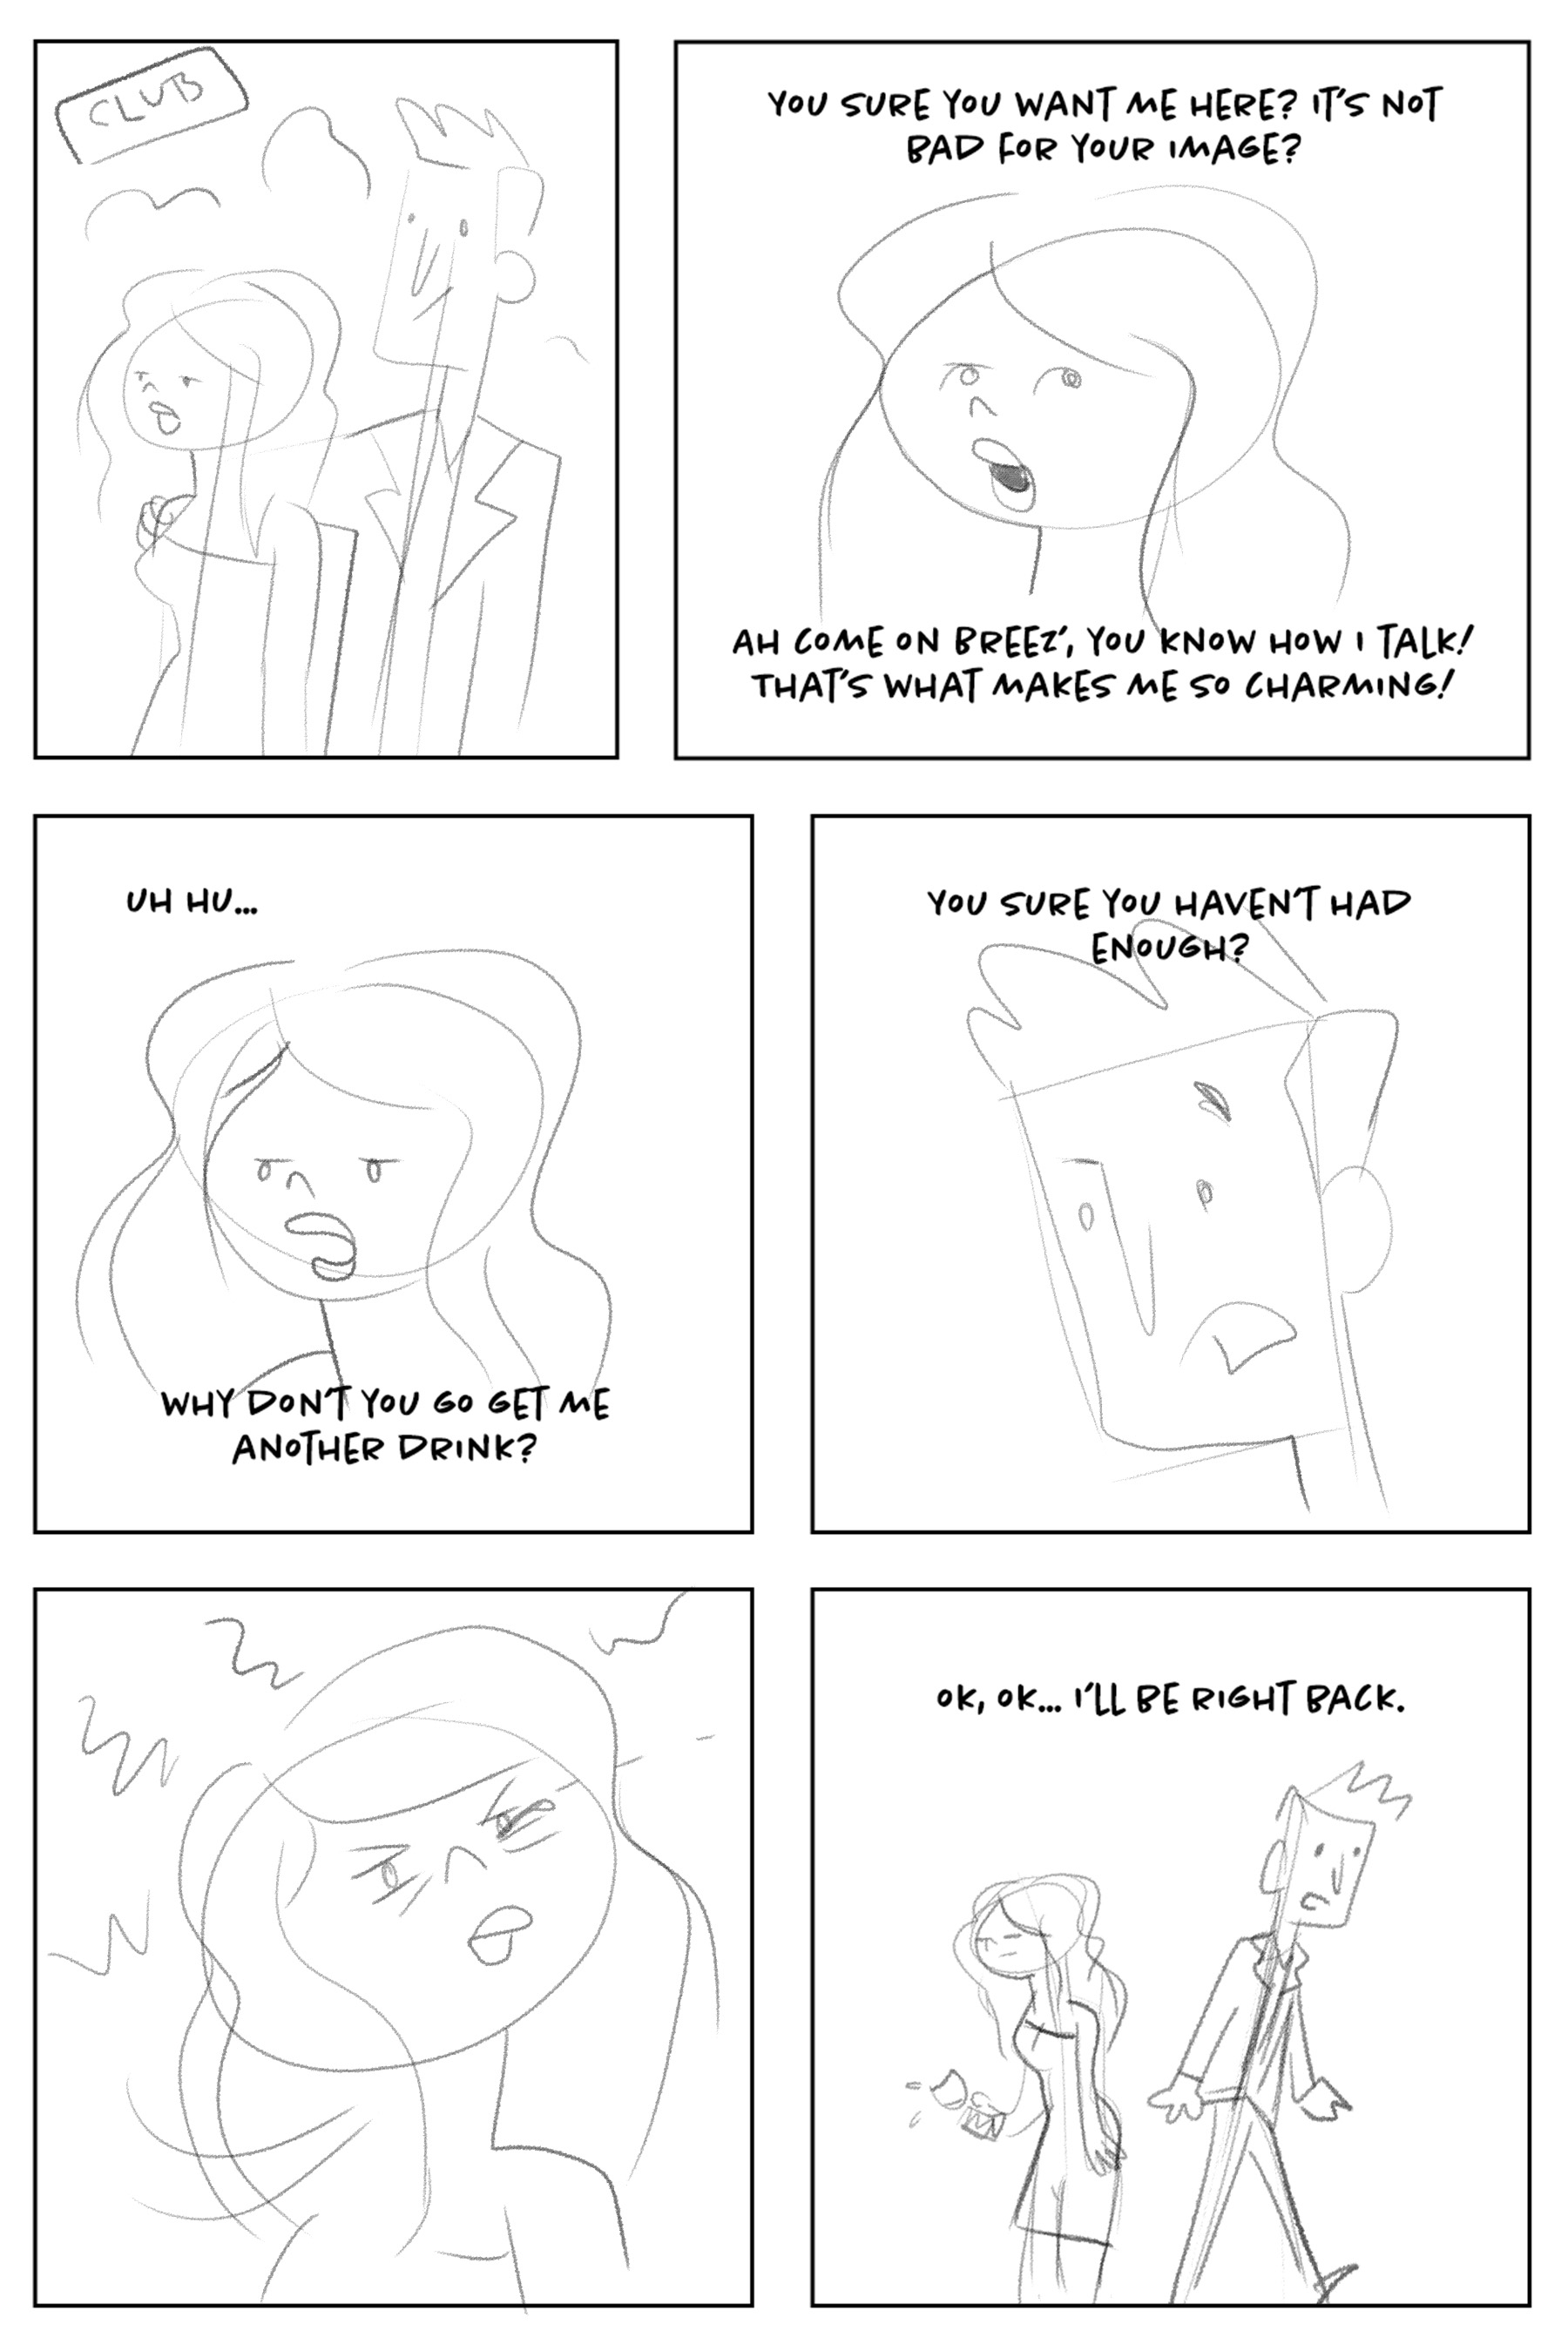 CLUB
YOU SURE YOU WANT ME HERE? IT'S NOT
BAD FOR YOUR IMAGE?
AH COME ON BREEZ', YOU KNOW HOW I TALK!
THAT'S WHAT MAKES ME SO CHARMING!
UH HU...
WHY DON'T YOU GO GET ME
ANOTHER DRINK?
YOU SURE YOU HAVEN'T HAD
ENOUGH?
OK, OK... I'LL BE RIGHT BACK.